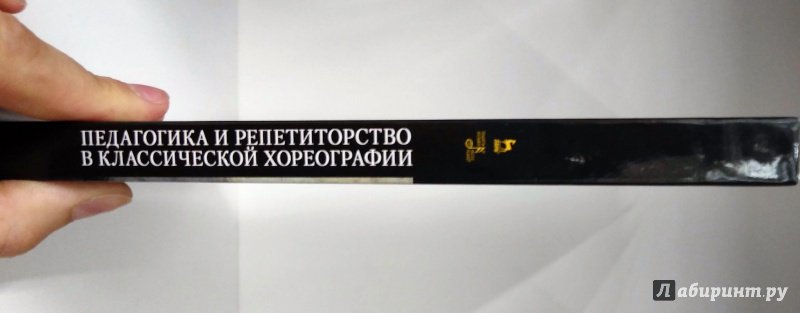 ПЕДАГОГИКА И РЕПЕТИТОРСТВО
В КЛАССИЧЕСКОЙ ХОРЕОГРАФИИ
Лабиринт.ру